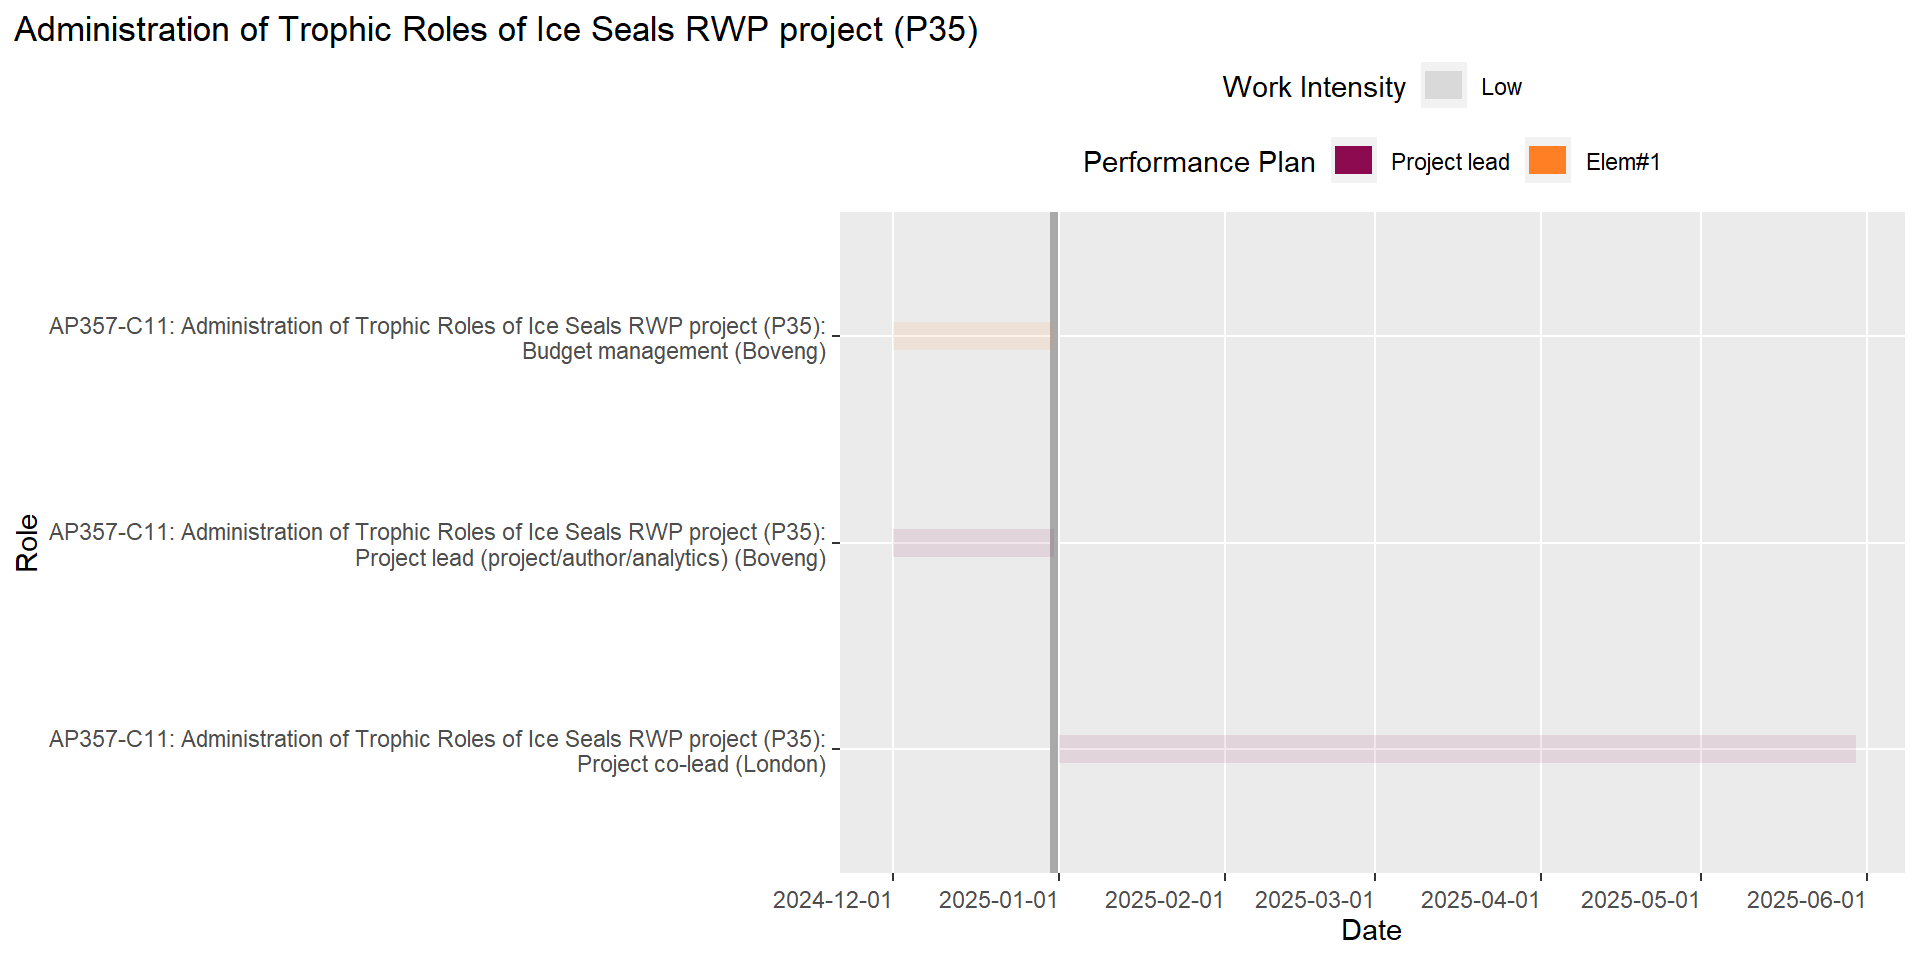 Administration of Trophic Roles of Ice Seals RWP project (P35)
Work Intensity Low
Performance Plan Project lead Elem#1
AP357-C11: Administration of Trophic Roles of Ice Seals RWP project (P35):
Budget management (Boveng)
AP357-C11: Administration of Trophic Roles of Ice Seals RWP project (P35):
Project lead (project/author/analytics) (Boveng)
Role
AP357-C11: Administration of Trophic Roles of Ice Seals RWP project (P35):
Project co-lead (London)
2024-12-01 2025-01-01 2025-02-01 2025-03-01 2025-04-01 2025-05-01 2025-06-01
Date